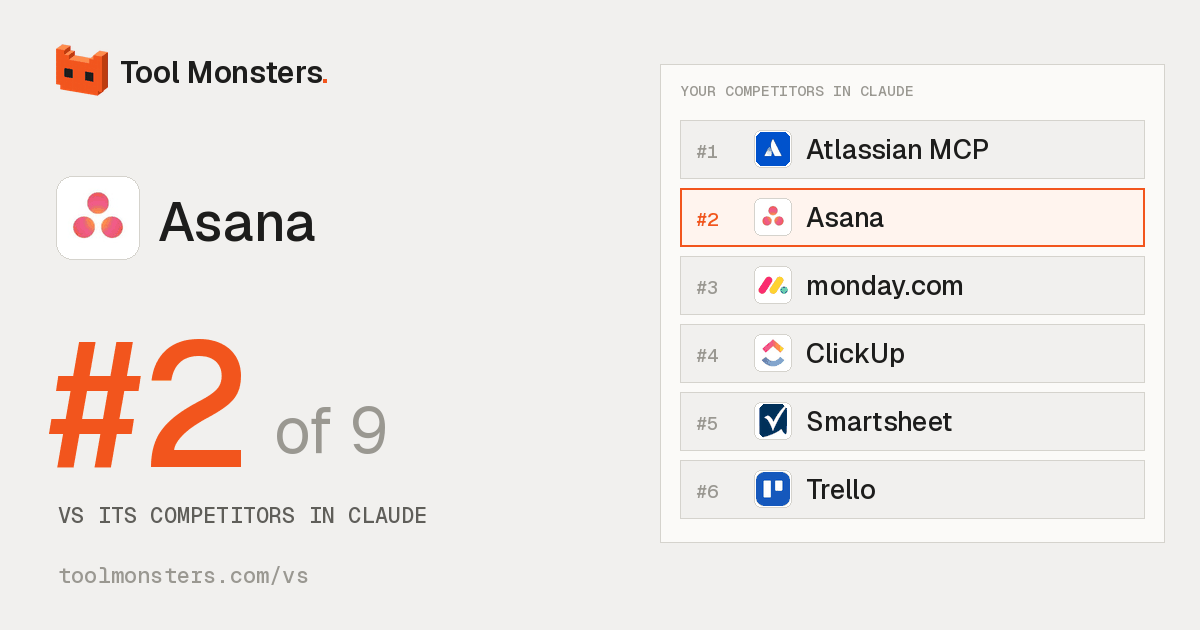 Tool Monsters.
Asana
#2 of 9
VS ITS COMPETITORS IN CLAUDE
toolmonsters.com/vs
YOUR COMPETITORS IN CLAUDE
#1 Atlassian MCP
#2 Asana
#3 monday.com
#4 ClickUp
#5 Smartsheet
#6 Trello